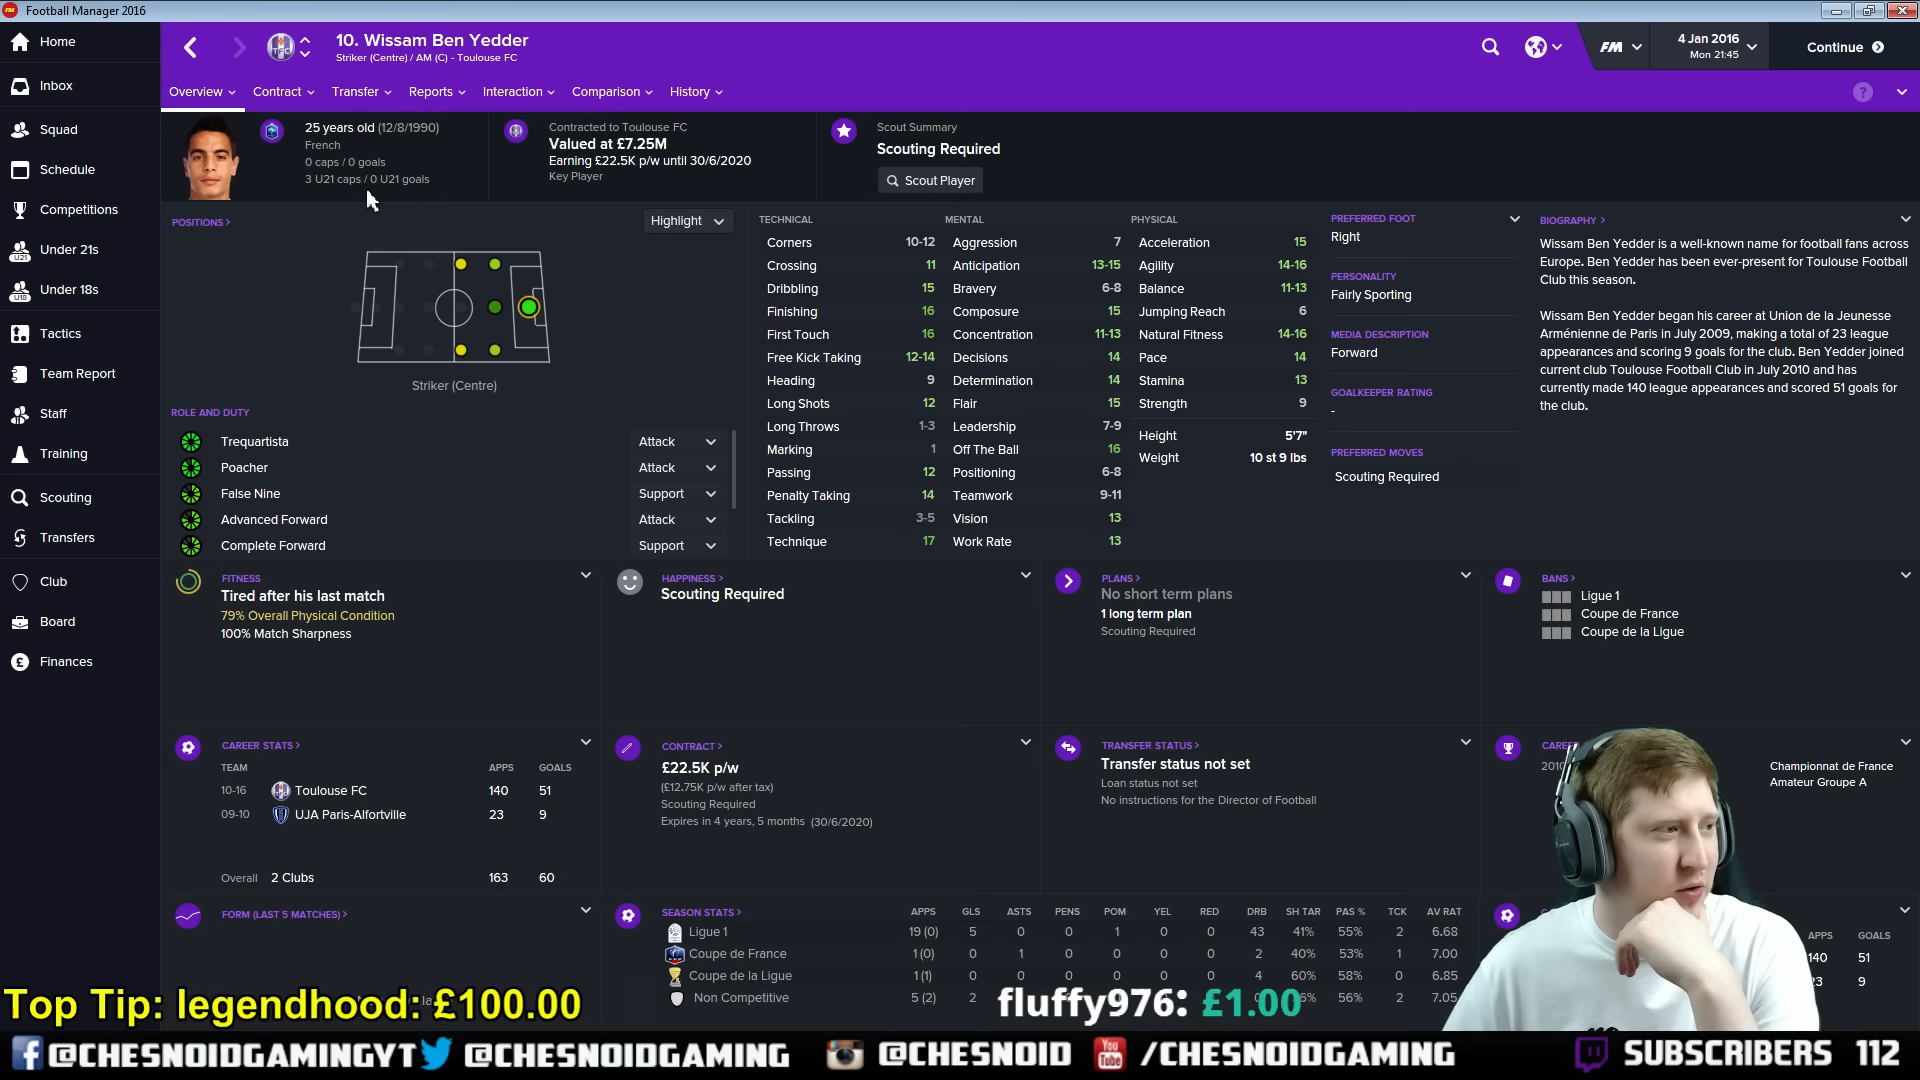 Football Manager 2016
Home
Inbox
Squad
Schedule
Competitions
Under 21s
Under 18s
Tactics
Team Report
Staff
Training
Scouting
Transfers
Club
Board
Finances
10. Wissam Ben Yedder
Striker (Centre) / AM (C) - Toulouse FC
FM
4 Jan 2016
Mon 21:45
Continue
Overview
Contract
Transfer
Reports
Interaction
Comparison
History
?
25 years old (12/8/1990)
French
0 caps / 0 goals
3 U21 caps / 0 U21 goals
Contracted to Toulouse FC
Valued at £7.25M
Earning £22.5K p/w until 30/6/2020
Key Player
Scout Summary
Scouting Required
Scout Player
POSITIONS >
Highlight
Striker (Centre)
ROLE AND DUTY
Trequartista Attack
Poacher Attack
False Nine Support
Advanced Forward Attack
Complete Forward Support
TECHNICAL
Corners 10-12
Crossing 11
Dribbling 15
Finishing 16
First Touch 16
Free Kick Taking 12-14
Heading 9
Long Shots 12
Long Throws 1-3
Marking 1
Passing 12
Penalty Taking 14
Tackling 3-5
Technique 17
MENTAL
Aggression 7
Anticipation 13-15
Bravery 6-8
Composure 15
Concentration 11-13
Decisions 14
Determination 14
Flair 15
Leadership 7-9
Off The Ball 16
Positioning 6-8
Teamwork 9-11
Vision 13
Work Rate 13
PHYSICAL
Acceleration 15
Agility 14-16
Balance 11-13
Jumping Reach 6
Natural Fitness 14-16
Pace 14
Stamina 13
Strength 9
Height 5'7"
Weight 10 st 9 lbs
PREFERRED FOOT
Right
PERSONALITY
Fairly Sporting
MEDIA DESCRIPTION
Forward
GOALKEEPER RATING
-
PREFERRED MOVES
Scouting Required
BIOGRAPHY >
Wissam Ben Yedder is a well-known name for football fans across
Europe. Ben Yedder has been ever-present for Toulouse Football
Club this season.
Wissam Ben Yedder began his career at Union de la Jeunesse
Arménienne de Paris in July 2009, making a total of 23 league
appearances and scoring 9 goals for the club. Ben Yedder joined
current club Toulouse Football Club in July 2010 and has
currently made 140 league appearances and scored 51 goals for
the club.
FITNESS
Tired after his last match
79% Overall Physical Condition
100% Match Sharpness
HAPPINESS >
Scouting Required
PLANS >
No short term plans
1 long term plan
Scouting Required
BANS >
Ligue 1
Coupe de France
Coupe de la Ligue
CAREER STATS >
TEAM APPS GOALS
10-16 Toulouse FC 140 51
09-10 UJA Paris-Alfortville 23 9
Overall 2 Clubs 163 60
CONTRACT >
£22.5K p/w
(£12.75K p/w after tax)
Scouting Required
Expires in 4 years, 5 months (30/6/2020)
TRANSFER STATUS >
Transfer status not set
Loan status not set
No instructions for the Director of Football
Championnat de France
Amateur Groupe A
FORM (LAST 5 MATCHES) >
SEASON STATS > APPS GLS ASTS PENS POM YEL RED DRB SH TAR PAS % TCK AV RAT
Ligue 1 19 (0) 5 0 0 1 0 0 43 41% 55% 2 6.68
Coupe de France 1 (0) 0 1 0 0 0 0 2 40% 53% 1 7.00
Coupe de la Ligue 1 (1) 0 0 0 0 0 0 4 60% 58% 0 6.85
Non Competitive 5 (2) 2 56% 2 7.05
APPS GOALS
140 51
23 9
Top Tip: legendhood: £100.00
fluffy976: £1.00
@CHESNOIDGAMINGYT
@CHESNOIDGAMING
@CHESNOID
You Tube
/CHESNOIDGAMING
SUBSCRIBERS 112